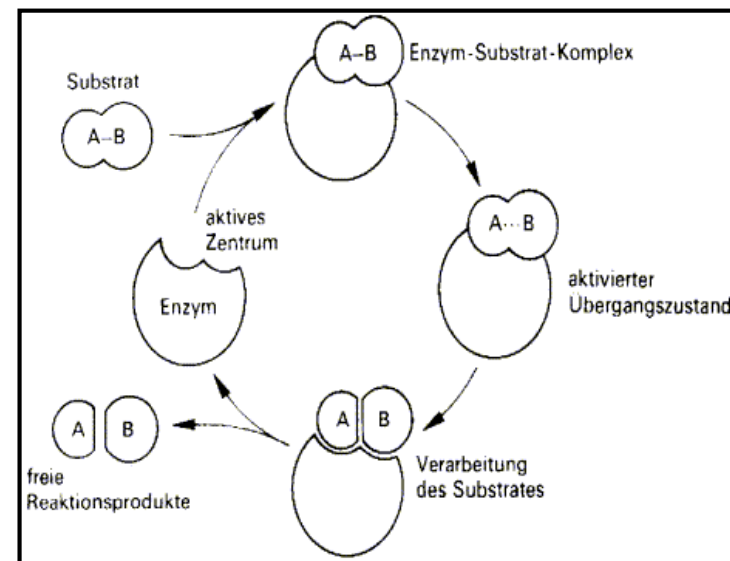 A–B
Enzym-Substrat-Komplex
Substrat
A–B
A···B
aktives
Zentrum
aktivierter
Übergangszustand
Enzym
A
B
A
B
Verarbeitung
des Substrates
freie
Reaktionsprodukte